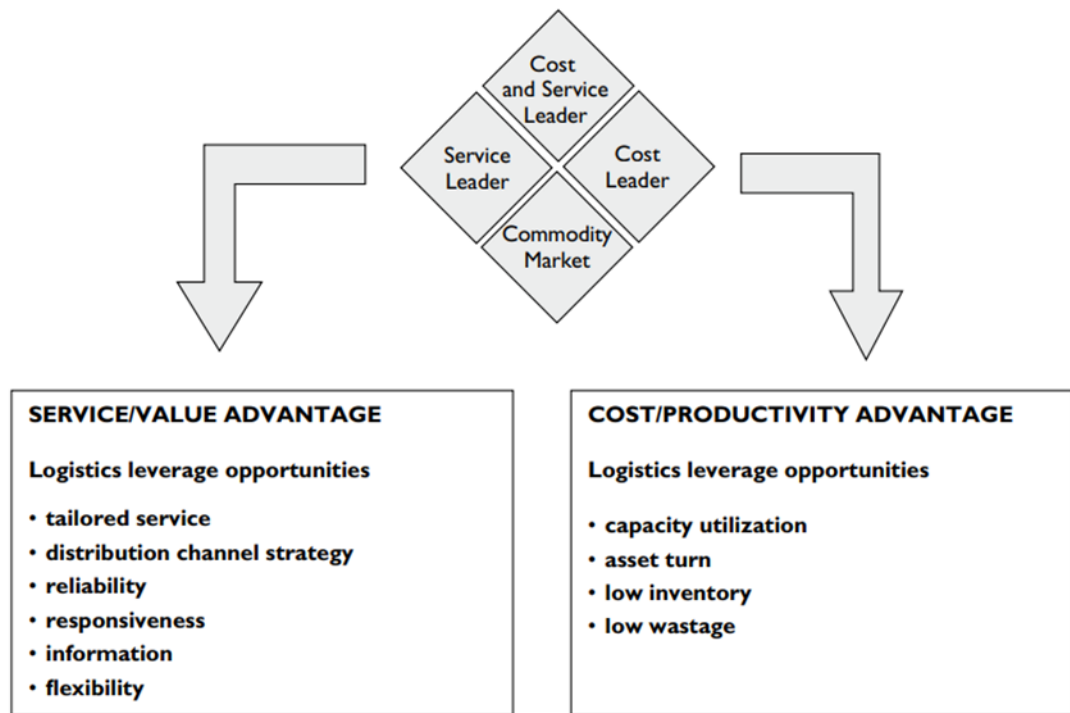 Cost
and Service
Leader
Service
Leader
Cost
Leader
Commodity
Market
SERVICE/VALUE ADVANTAGE
Logistics leverage opportunities
• tailored service
• distribution channel strategy
• reliability
• responsiveness
• information
• flexibility
COST/PRODUCTIVITY ADVANTAGE
Logistics leverage opportunities
• capacity utilization
• asset turn
• low inventory
• low wastage